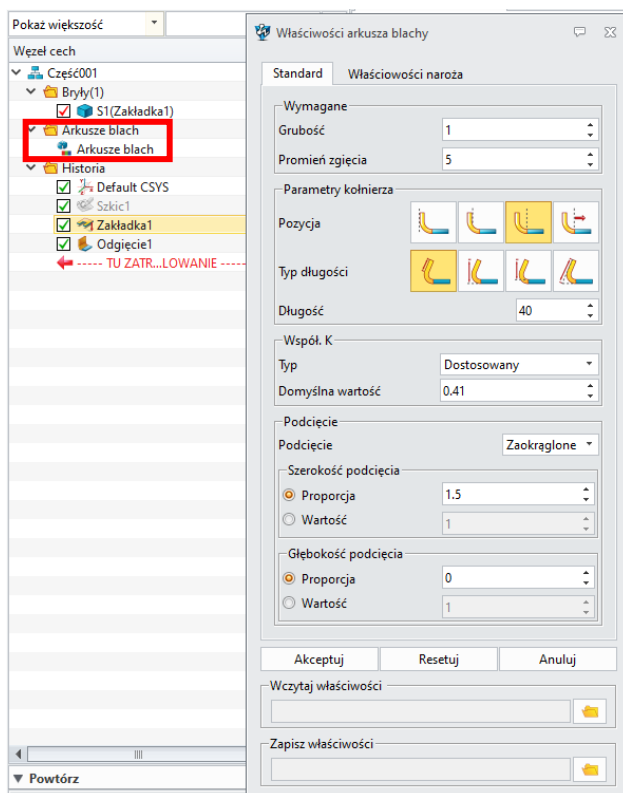 Pokaż większość
Węzeł cech
Część001
Bryły(1)
S1(Zakładka1)
Arkusze blach
Arkusze blach
Historia
Default CSYS
Szkic1
Zakładka1
Odgięcie1
----- TU ZATR...LOWANIE -----
Powtórz
Właściwości arkusza blachy
Standard Właściowości naroża
Wymagane
Grubość 1
Promień zgięcia 5
Parametry kołnierza
Pozycja
Typ długości
Długość 40
Współ. K
Typ Dostosowany
Domyślna wartość 0.41
Podcięcie
Podcięcie Zaokrąglone
Szerokość podcięcia
Proporcja 1.5
Wartość 1
Głębokość podcięcia
Proporcja 0
Wartość 1
Akceptuj Resetuj Anuluj
Wczytaj właściwości
Zapisz właściwości